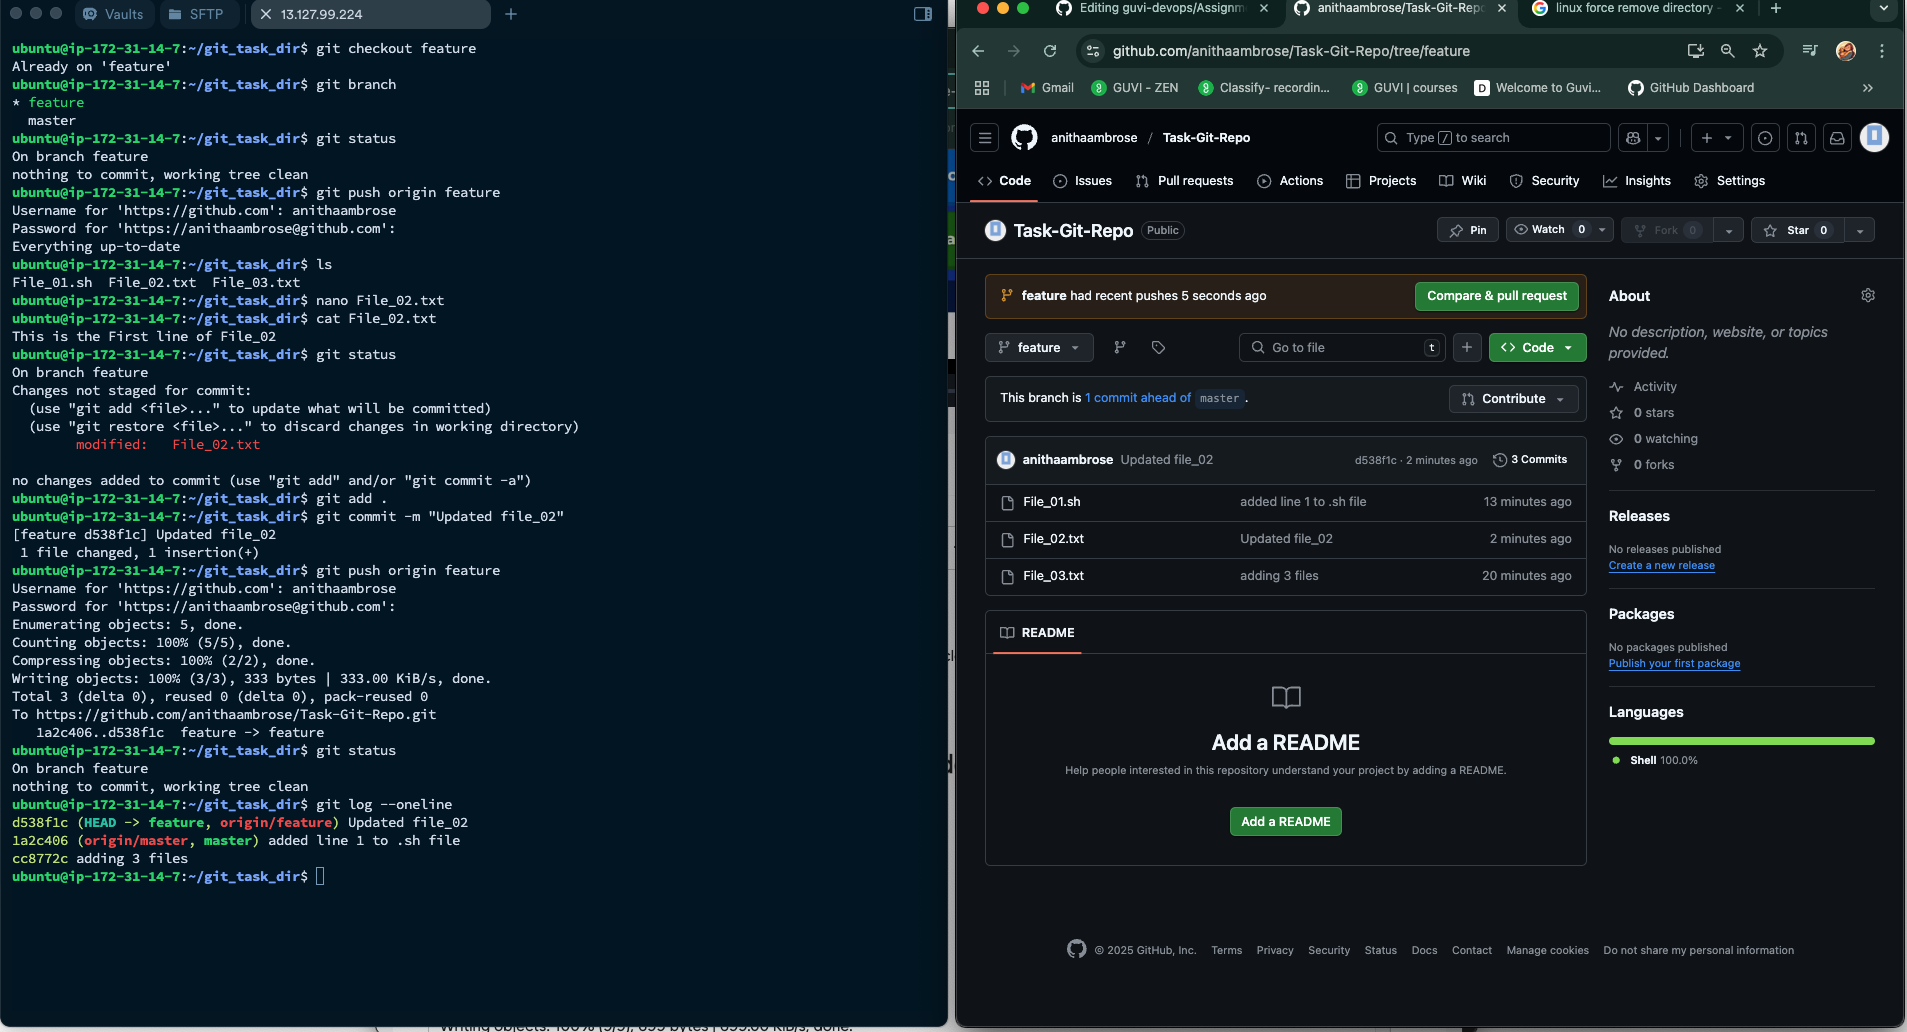 Vaults
SFTP
13.127.99.224
ubuntu@ip-172-31-14-7:~/git_task_dir$ git checkout feature
Already on 'feature'
ubuntu@ip-172-31-14-7:~/git_task_dir$ git branch
* feature
  master
ubuntu@ip-172-31-14-7:~/git_task_dir$ git status
On branch feature
nothing to commit, working tree clean
ubuntu@ip-172-31-14-7:~/git_task_dir$ git push origin feature
Username for 'https://github.com': anithaambrose
Password for 'https://anithaambrose@github.com':
Everything up-to-date
ubuntu@ip-172-31-14-7:~/git_task_dir$ ls
File_01.sh  File_02.txt  File_03.txt
ubuntu@ip-172-31-14-7:~/git_task_dir$ nano File_02.txt
ubuntu@ip-172-31-14-7:~/git_task_dir$ cat File_02.txt
This is the First line of File_02
ubuntu@ip-172-31-14-7:~/git_task_dir$ git status
On branch feature
Changes not staged for commit:
  (use "git add <file>..." to update what will be committed)
  (use "git restore <file>..." to discard changes in working directory)
        modified:   File_02.txt
no changes added to commit (use "git add" and/or "git commit -a")
ubuntu@ip-172-31-14-7:~/git_task_dir$ git add .
ubuntu@ip-172-31-14-7:~/git_task_dir$ git commit -m "Updated file_02"
[feature d538f1c] Updated file_02
 1 file changed, 1 insertion(+)
ubuntu@ip-172-31-14-7:~/git_task_dir$ git push origin feature
Username for 'https://github.com': anithaambrose
Password for 'https://anithaambrose@github.com':
Enumerating objects: 5, done.
Counting objects: 100% (5/5), done.
Compressing objects: 100% (2/2), done.
Writing objects: 100% (3/3), 333 bytes | 333.00 KiB/s, done.
Total 3 (delta 0), reused 0 (delta 0), pack-reused 0
To https://github.com/anithaambrose/Task-Git-Repo.git
   1a2c406..d538f1c  feature -> feature
ubuntu@ip-172-31-14-7:~/git_task_dir$ git status
On branch feature
nothing to commit, working tree clean
ubuntu@ip-172-31-14-7:~/git_task_dir$ git log --oneline
d538f1c (HEAD -> feature, origin/feature) Updated file_02
1a2c406 (origin/master, master) added line 1 to .sh file
cc8772c adding 3 files
ubuntu@ip-172-31-14-7:~/git_task_dir$
Editing guvi-devops/Assignm
anithaambrose/Task-Git-Repo
linux force remove directory -
github.com/anithaambrose/Task-Git-Repo/tree/feature
Gmail
GUVI - ZEN
Classify- recordin...
GUVI | courses
Welcome to Guvi...
GitHub Dashboard
anithaambrose / Task-Git-Repo
Type / to search
Code
Issues
Pull requests
Actions
Projects
Wiki
Security
Insights
Settings
Task-Git-Repo Public
Pin
Watch 0
Fork 0
Star 0
feature had recent pushes 5 seconds ago
Compare & pull request
feature
Go to file t
Code
This branch is 1 commit ahead of master .
Contribute
anithaambrose Updated file_02 d538f1c · 2 minutes ago 3 Commits
File_01.sh added line 1 to .sh file 13 minutes ago
File_02.txt Updated file_02 2 minutes ago
File_03.txt adding 3 files 20 minutes ago
README
Add a README
Help people interested in this repository understand your project by adding a README.
Add a README
About
No description, website, or topics
provided.
Activity
0 stars
0 watching
0 forks
Releases
No releases published
Create a new release
Packages
No packages published
Publish your first package
Languages
Shell 100.0%
© 2025 GitHub, Inc. Terms Privacy Security Status Docs Contact Manage cookies Do not share my personal information